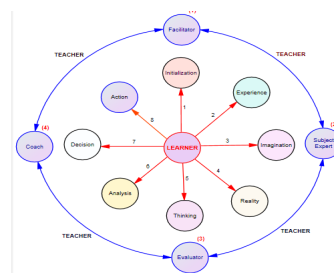 Facilitator
TEACHER
TEACHER
Initialization
Action
Experience
1
8
2
(4)
Coach
Decision
7
LEARNER
3
Imagination
Subject
Expert
6
5
4
Analysis
Thinking
Reality
TEACHER
TEACHER
(3)
Evaluator